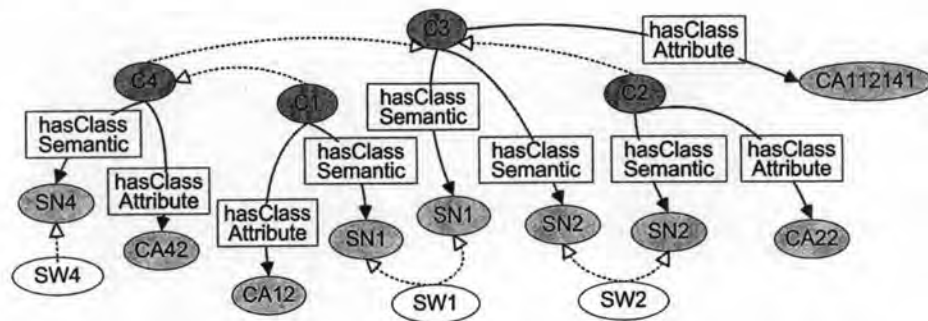 C3
hasClass
Attribute
C4
CA112141
C1
C2
hasClass
Semantic
hasClass
Semantic
hasClass
Attribute
hasClass
Semantic
hasClass
Semantic
hasClass
Semantic
hasClass
Attribute
hasClass
Attribute
SN4
SN1
SN2
SN1
SN2
CA42
CA22
SW4
CA12
SW1
SW2